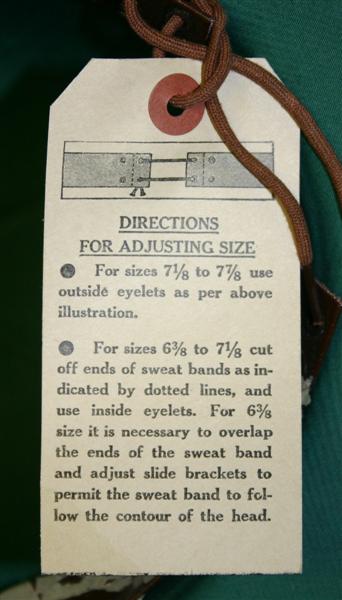 DIRECTIONS
FOR ADJUSTING SIZE
● For sizes 7⅛ to 7⅞ use
outside eyelets as per above
illustration.
● For sizes 6⅜ to 7⅛ cut
off ends of sweat bands as in-
dicated by dotted lines, and
use inside eyelets. For 6⅜
size it is necessary to overlap
the ends of the sweat band
and adjust slide brackets to
permit the sweat band to fol-
low the contour of the head.